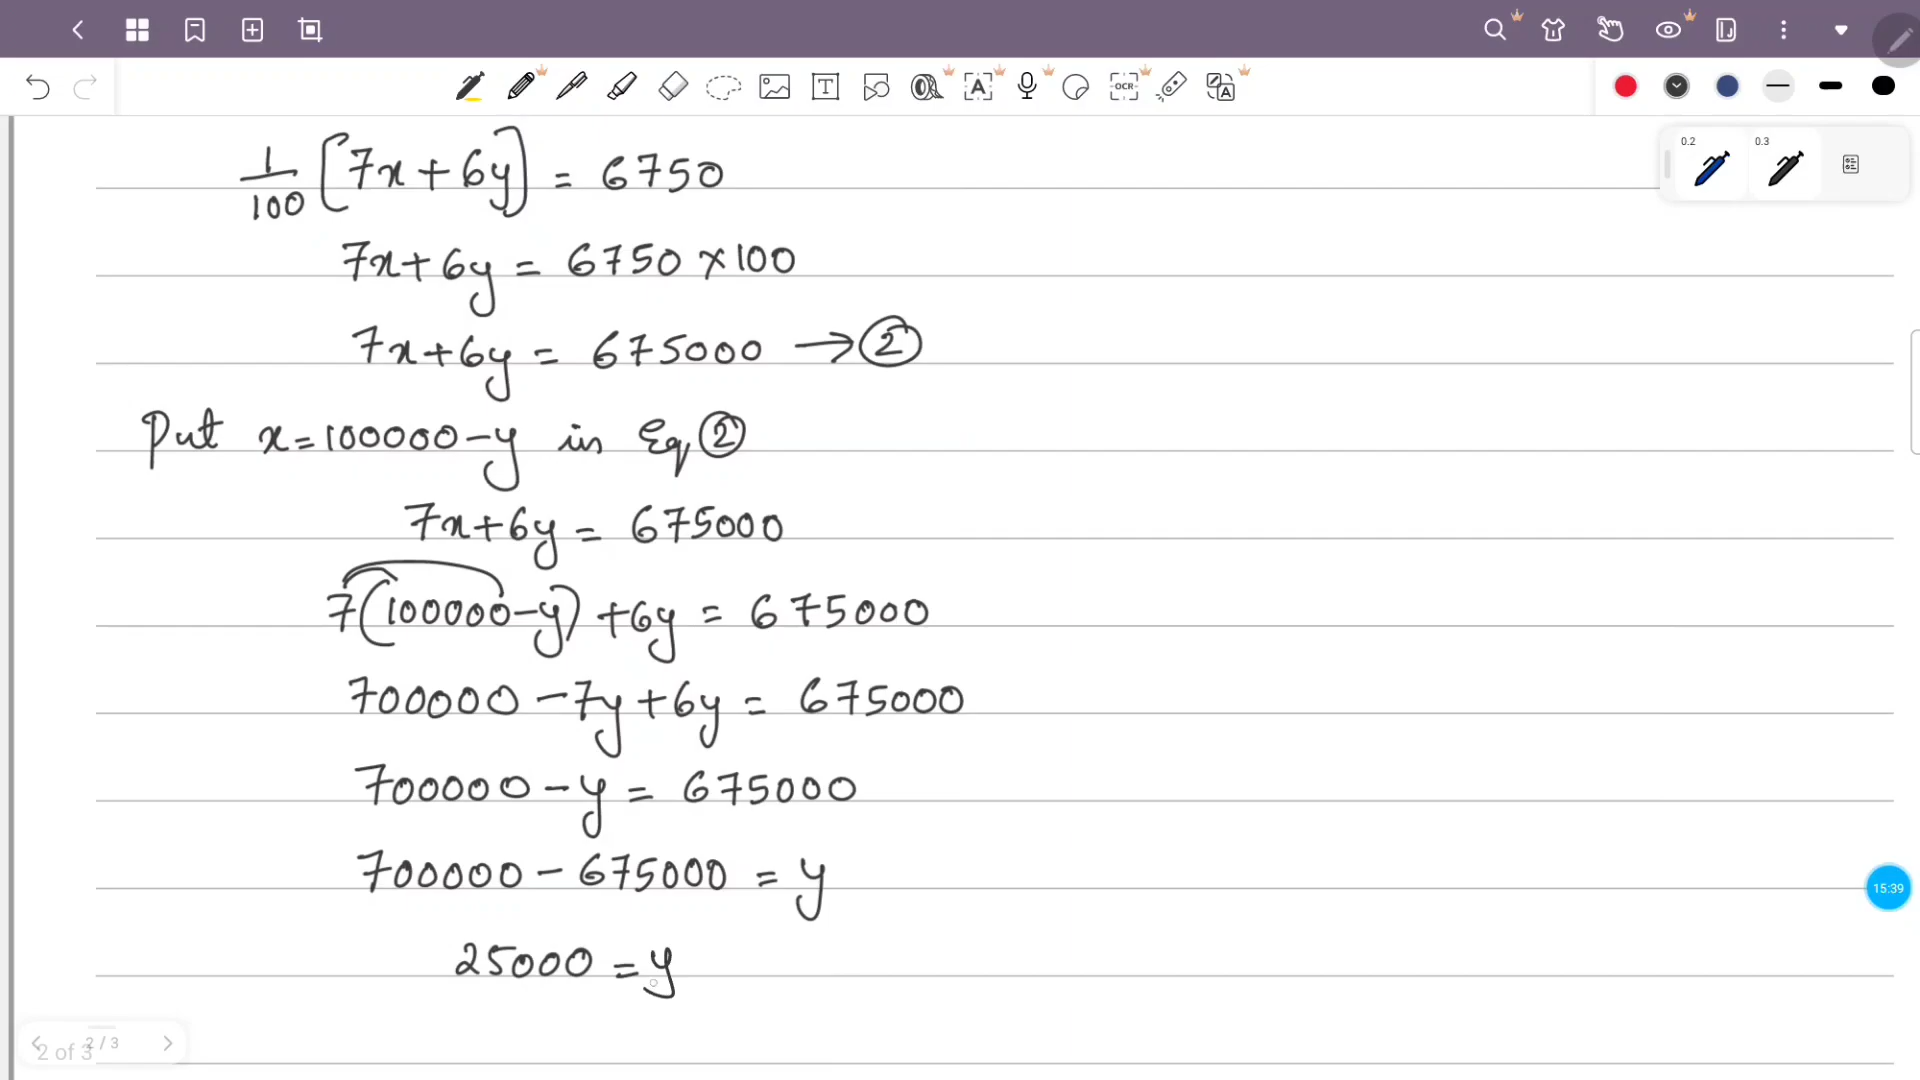 0.2 0.3
1/100 [7x + 6y] = 6750
7x + 6y = 6750 × 100
7x + 6y = 675000 → ②
Put x = 100000 - y in Eq ②
7x + 6y = 675000
7(100000 - y) + 6y = 675000
700000 - 7y + 6y = 675000
700000 - y = 675000
700000 - 675000 = y
15:39
25000 = y
2 / 3
2 of 3